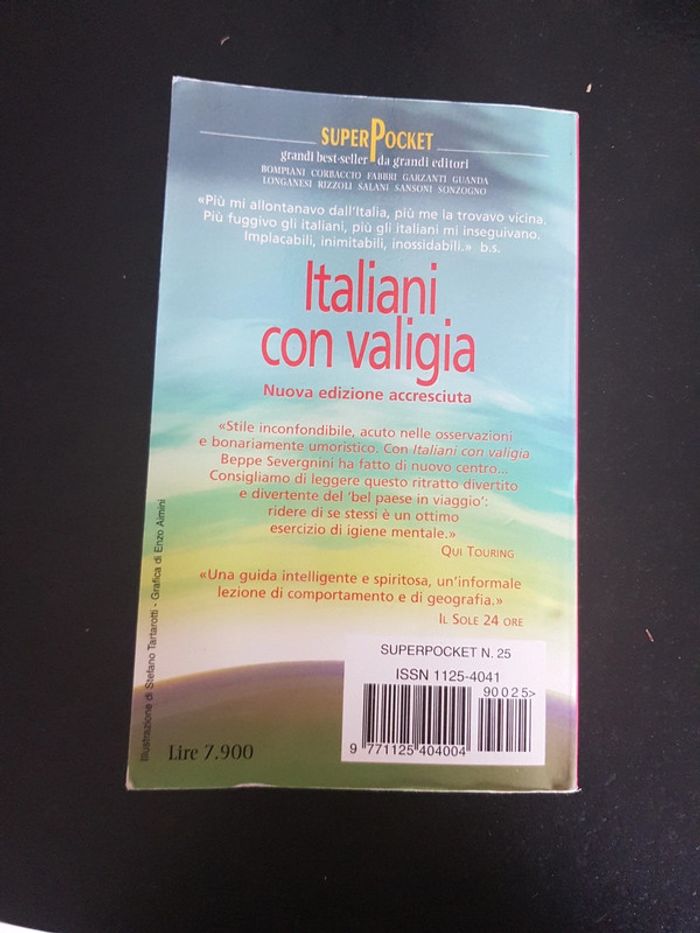 SUPERPOCKET
grandi best-seller da grandi editori
BOMPIANI CORBACCIO FABBRI GARZANTI GUANDA
LONGANESI RIZZOLI SALANI SANSONI SONZOGNO
«Più mi allontanavo dall'Italia, più me la trovavo vicina.
Più fuggivo gli italiani, più gli italiani mi inseguivano.
Implacabili, inimitabili, inossidabili.» b.s.
Italiani
con valigia
Nuova edizione accresciuta
«Stile inconfondibile, acuto nelle osservazioni
e bonariamente umoristico. Con Italiani con valigia
Beppe Severgnini ha fatto di nuovo centro...
Consigliamo di leggere questo ritratto divertito
e divertente del 'bel paese in viaggio':
ridere di se stessi è un ottimo
esercizio di igiene mentale.»
QUI TOURING
«Una guida intelligente e spiritosa, un'informale
lezione di comportamento e di geografia.»
IL SOLE 24 ORE
Illustrazione di Stefano Tartarotti - Grafica di Enzo Aimini
Lire 7.900
SUPERPOCKET N. 25
ISSN 1125-4041
90025>
9 771125 404004